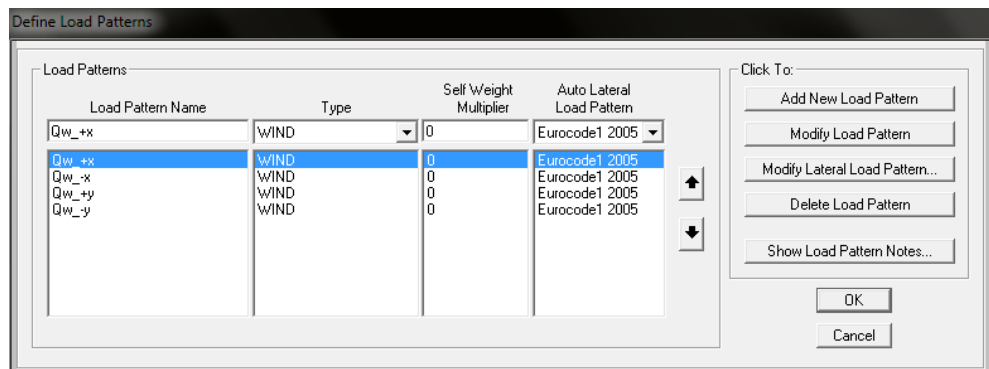 Define Load Patterns
Load Patterns
Load Pattern Name Type Self Weight Multiplier Auto Lateral Load Pattern
Qw_+x WIND 0 Eurocode1 2005
Qw_+x WIND 0 Eurocode1 2005
Qw_-x WIND 0 Eurocode1 2005
Qw_+y WIND 0 Eurocode1 2005
Qw_-y WIND 0 Eurocode1 2005
Click To:
Add New Load Pattern
Modify Load Pattern
Modify Lateral Load Pattern...
Delete Load Pattern
Show Load Pattern Notes...
OK
Cancel